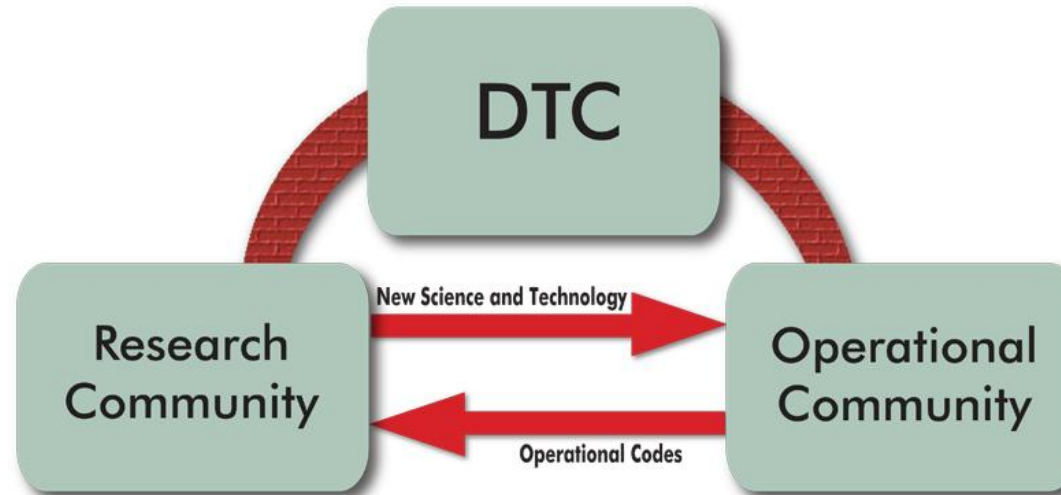 DTC
New Science and Technology
Research
Community
Operational
Community
Operational Codes